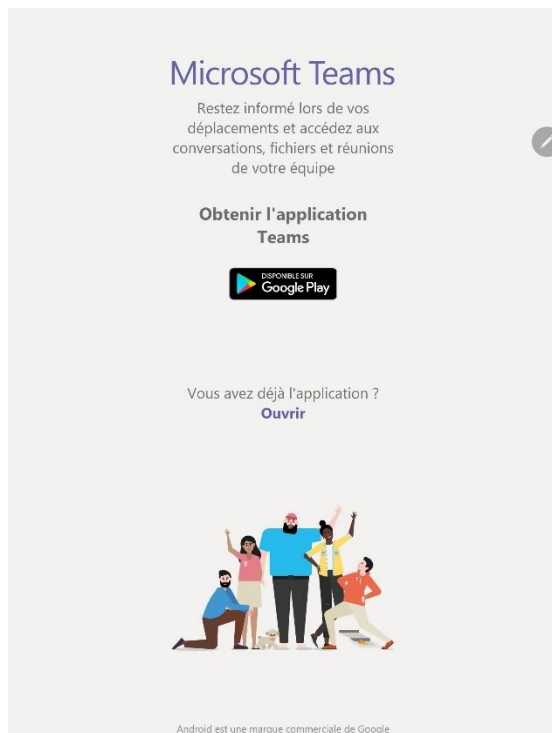 Microsoft Teams
Restez informé lors de vos
déplacements et accédez aux
conversations, fichiers et réunions
de votre équipe
Obtenir l'application
Teams
DISPONIBLE SUR
Google Play
Vous avez déjà l'application ?
Ouvrir
Android est une marque commerciale de Google